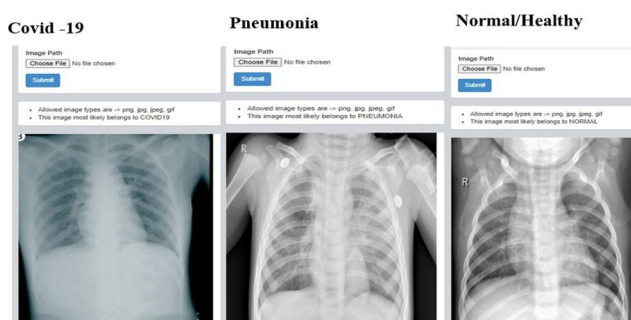 Covid -19
Image Path
Choose File No file chosen
Submit
Allowed image types are -> png, jpg, jpeg, gif
This image most likely belongs to COVID19
Pneumonia
Image Path
Choose File No file chosen
Submit
Allowed image types are -> png, jpg, jpeg, gif
This image most likely belongs to PNEUMONIA
R
Normal/Healthy
Image Path
Choose File No file chosen
Submit
Allowed image types are -> png, jpg, jpeg, gif
This image most likely belongs to NORMAL
R